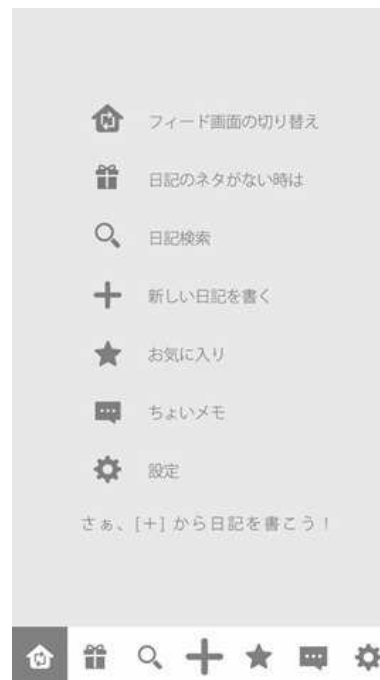 フィード画面の切り替え
日記のネタがない時は
日記検索
新しい日記を書く
お気に入り
ちょいメモ
設定
さぁ、[+] から日記を書こう!